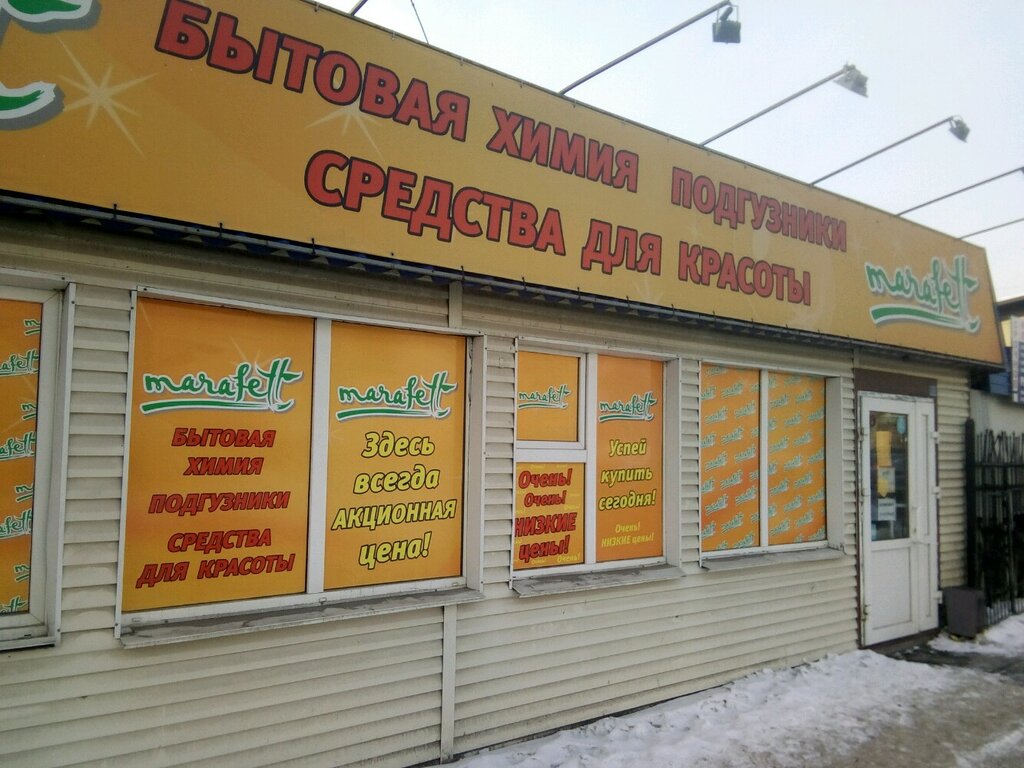 БЫТОВАЯ ХИМИЯ ПОДГУЗНИКИ
СРЕДСТВА ДЛЯ КРАСОТЫ
marafett
marafett
БЫТОВАЯ
ХИМИЯ
ПОДГУЗНИКИ
СРЕДСТВА
ДЛЯ КРАСОТЫ
marafett
Здесь
всегда
АКЦИОННАЯ
цена!
marafett
Очень!
Очень!
НИЗКИЕ
цены!
marafett
Успей
купить
сегодня!
Очень!
НИЗКИЕ цены!